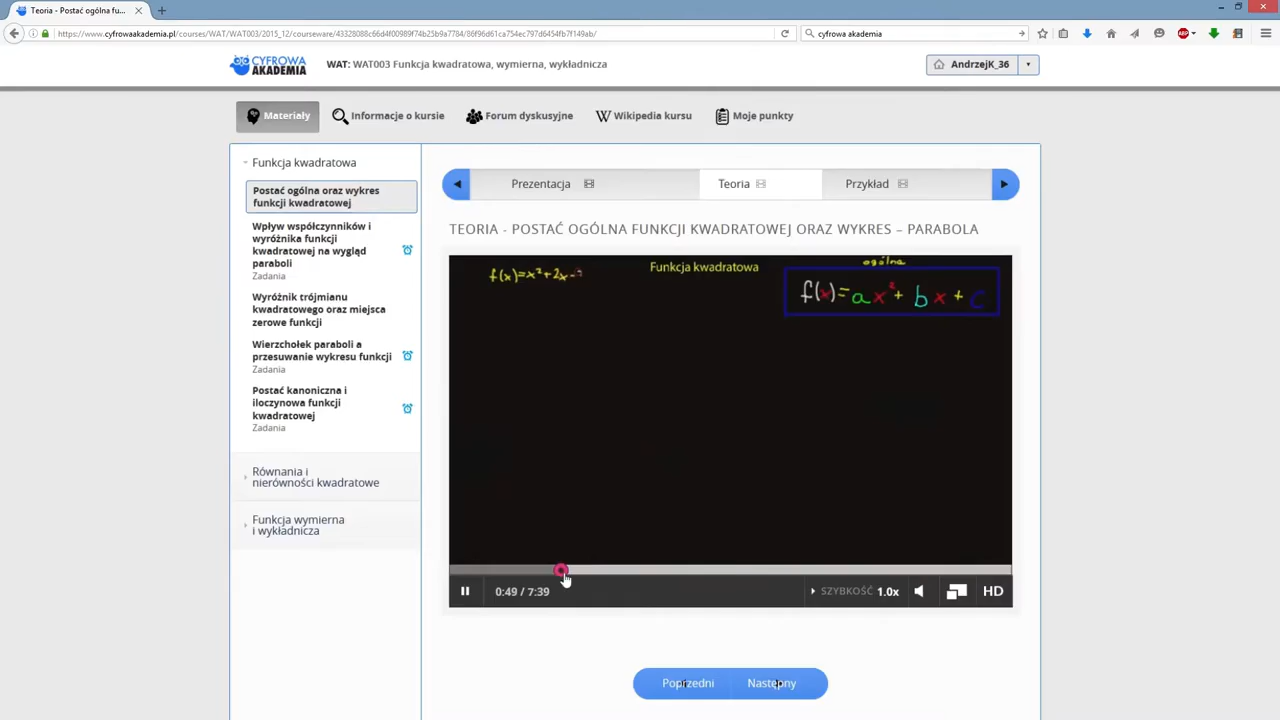 Teoria - Postać ogólna fu...
https://www.cyfrowaakademia.pl/courses/WAT/WAT003/2015_12/courseware/43328088c66d4f00989f74b25b9a7784/86f96d61ca754ec797d6454fb7f149ab/
cyfrowa akademia
ABP
CYFROWA
AKADEMIA
WAT: WAT003 Funkcja kwadratowa, wymierna, wykładnicza
AndrzejK_36
Materiały
Informacje o kursie
Forum dyskusyjne
Wikipedia kursu
Moje punkty
Funkcja kwadratowa
Postać ogólna oraz wykres
funkcji kwadratowej
Wpływ współczynników i
wyróżnika funkcji
kwadratowej na wygląd
paraboli
Zadania
Wyróżnik trójmianu
kwadratowego oraz miejsca
zerowe funkcji
Wierzchołek paraboli a
przesuwanie wykresu funkcji
Zadania
Postać kanoniczna i
iloczynowa funkcji
kwadratowej
Zadania
Równania i
nierówności kwadratowe
Funkcja wymierna
i wykładnicza
Prezentacja
Teoria
Przykład
TEORIA - POSTAĆ OGÓLNA FUNKCJI KWADRATOWEJ ORAZ WYKRES – PARABOLA
f(x)=x²+2x-
Funkcja kwadratowa
ogólna
f(x)=ax²+bx+c
0:49 / 7:39
SZYBKOŚĆ 1.0x
HD
Poprzedni
Następny